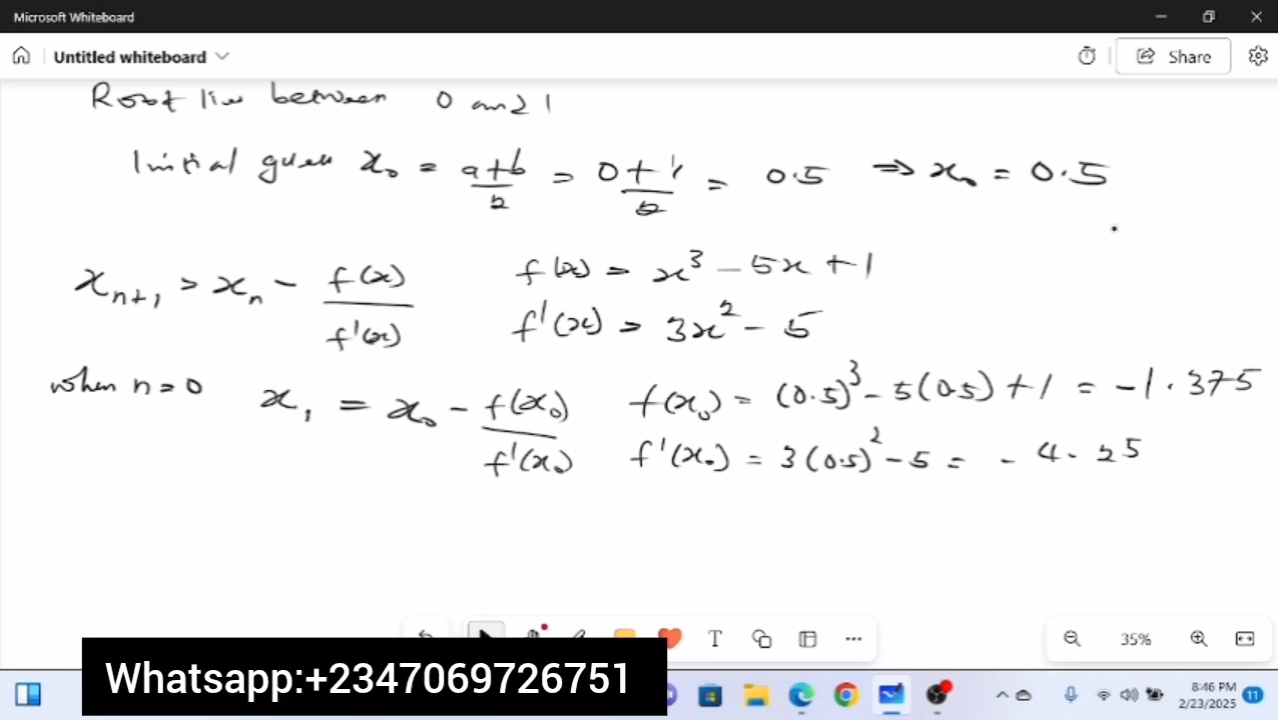 Microsoft Whiteboard
Untitled whiteboard
Share
Root lie between 0 and 1
Initial guess x₀ = a+b/2 = 0+1/2 = 0.5 ⇒ x₀ = 0.5
xₙ₊₁ = xₙ - f(x)/f'(x)
f(x) = x³ - 5x + 1
f'(x) = 3x² - 5
when n = 0
x₁ = x₀ - f(x₀)/f'(x₀)
f(x₀) = (0.5)³ - 5(0.5) + 1 = -1.375
f'(x₀) = 3(0.5)² - 5 = -4.25
T
35%
Whatsapp:+2347069726751
8:46 PM
2/23/2025
11